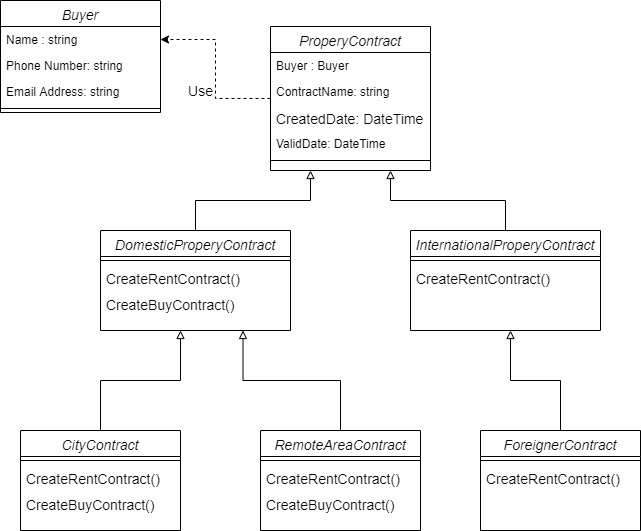 Buyer
Name : string
Phone Number: string
Email Address: string
Use
ProperyContract
Buyer : Buyer
ContractName: string
CreatedDate: DateTime
ValidDate: DateTime
DomesticProperyContract
CreateRentContract()
CreateBuyContract()
InternationalProperyContract
CreateRentContract()
CityContract
CreateRentContract()
CreateBuyContract()
RemoteAreaContract
CreateRentContract()
CreateBuyContract()
ForeignerContract
CreateRentContract()